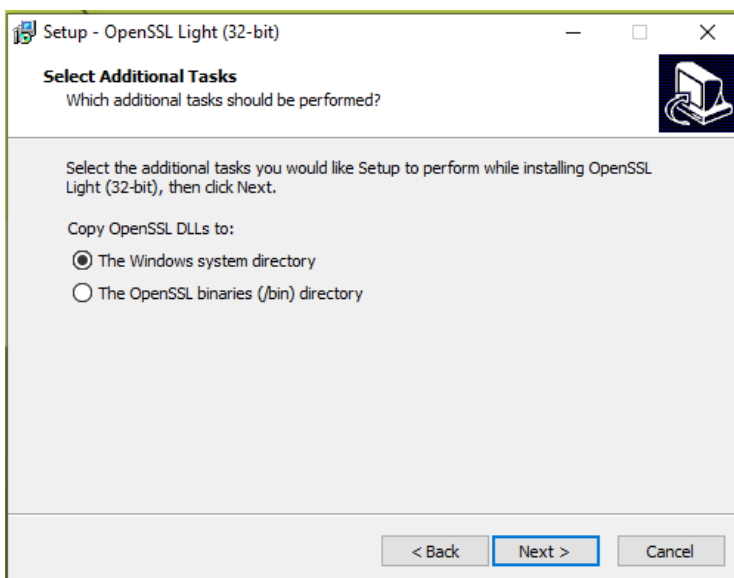 Setup - OpenSSL Light (32-bit)
Select Additional Tasks
Which additional tasks should be performed?
Select the additional tasks you would like Setup to perform while installing OpenSSL
Light (32-bit), then click Next.
Copy OpenSSL DLLs to:
The Windows system directory
The OpenSSL binaries (/bin) directory
< Back
Next >
Cancel